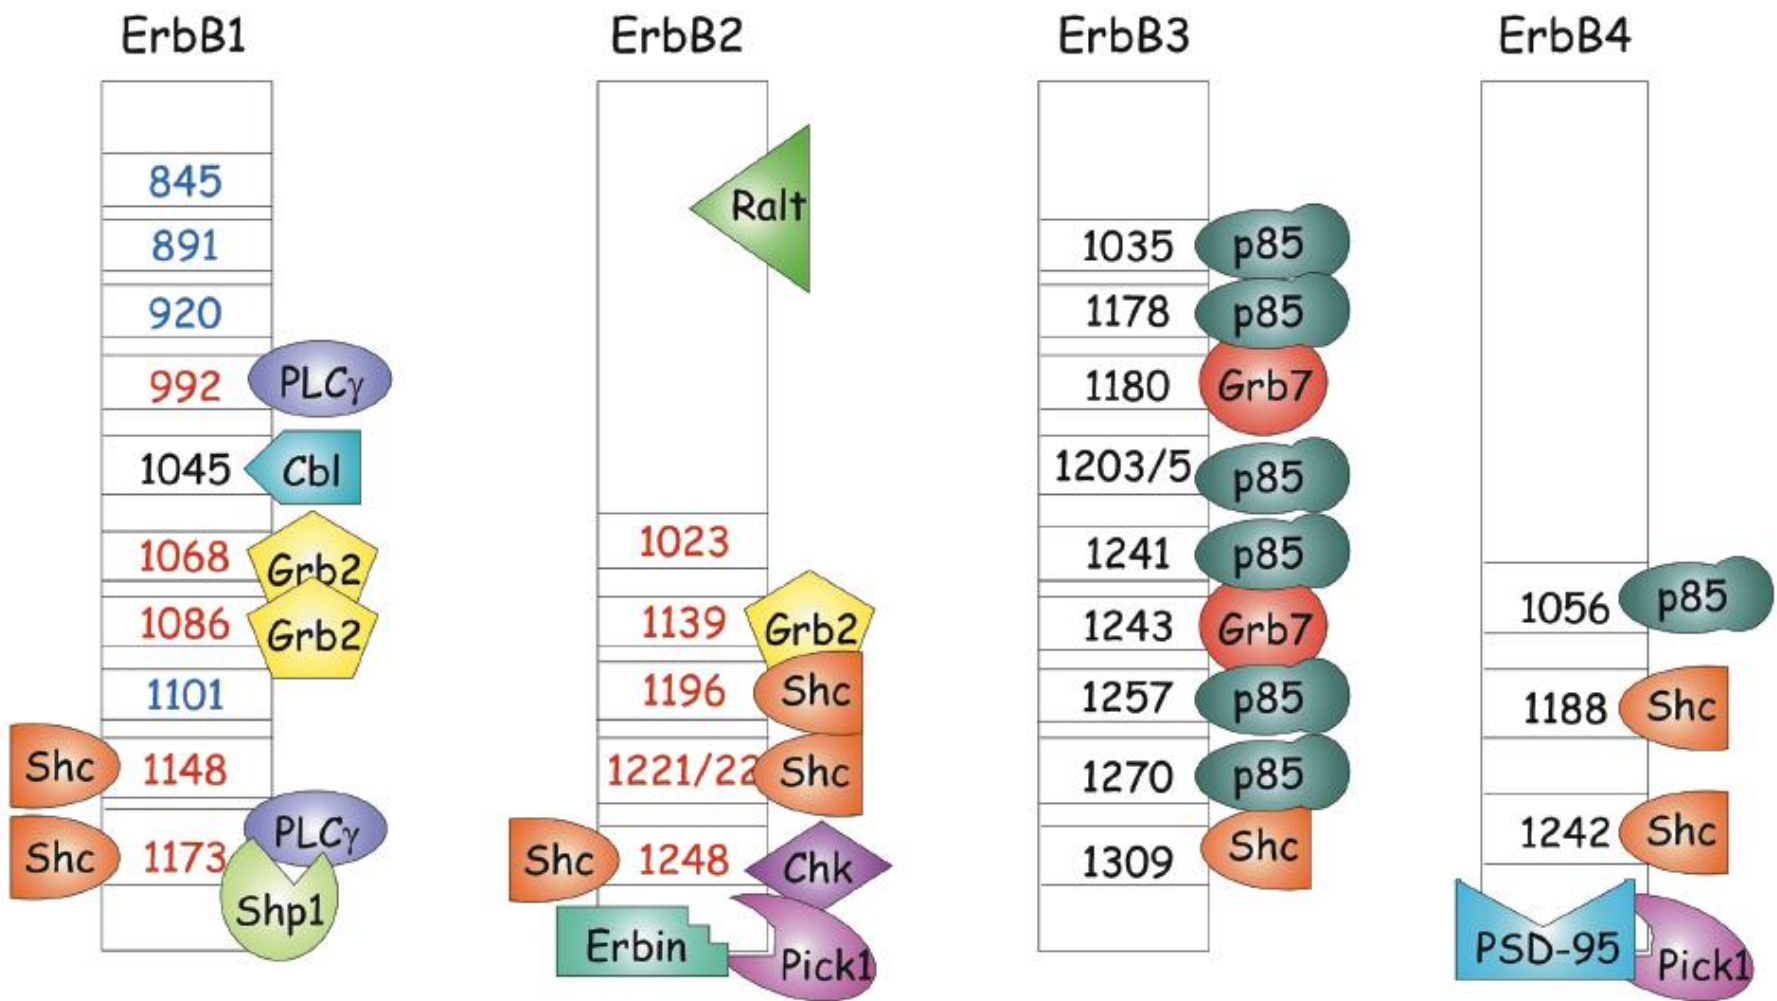 ErbB1
845
891
920
992 PLCγ
1045 Cbl
1068 Grb2
1086 Grb2
1101
Shc 1148
Shc 1173 PLCγ
Shp1
ErbB2
Ralt
1023
1139 Grb2
1196 Shc
1221/22 Shc
Shc 1248 Chk
Erbin Pick1
ErbB3
1035 p85
1178 p85
1180 Grb7
1203/5 p85
1241 p85
1243 Grb7
1257 p85
1270 p85
1309 Shc
ErbB4
1056 p85
1188 Shc
1242 Shc
PSD-95 Pick1